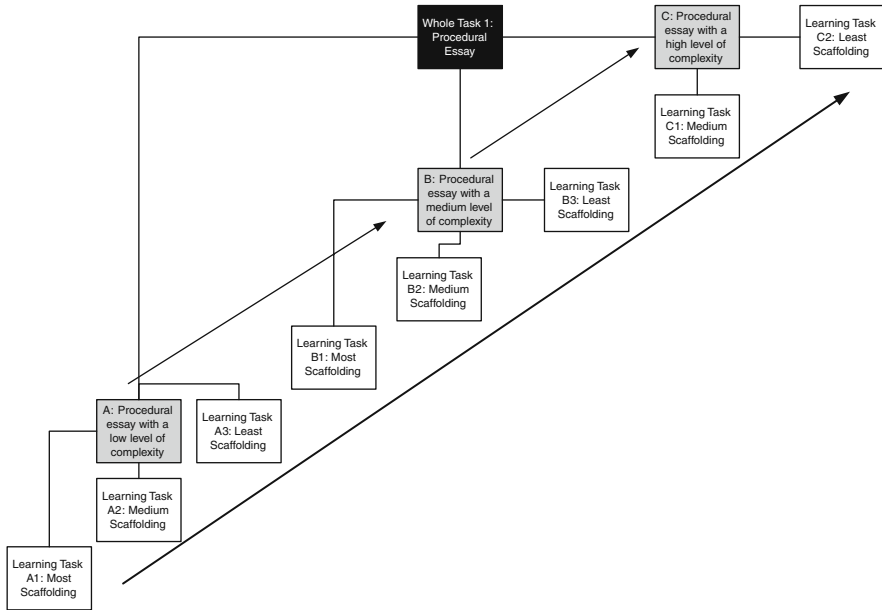 Whole Task 1:
Procedural
Essay
C: Procedural
essay with a
high level of
complexity
Learning Task
C2: Least
Scaffolding
Learning Task
C1: Medium
Scaffolding
B: Procedural
essay with a
medium level
of complexity
Learning Task
B3: Least
Scaffolding
Learning Task
B2: Medium
Scaffolding
Learning Task
B1: Most
Scaffolding
A: Procedural
essay with a
low level of
complexity
Learning Task
A3: Least
Scaffolding
Learning Task
A2: Medium
Scaffolding
Learning Task
A1: Most
Scaffolding